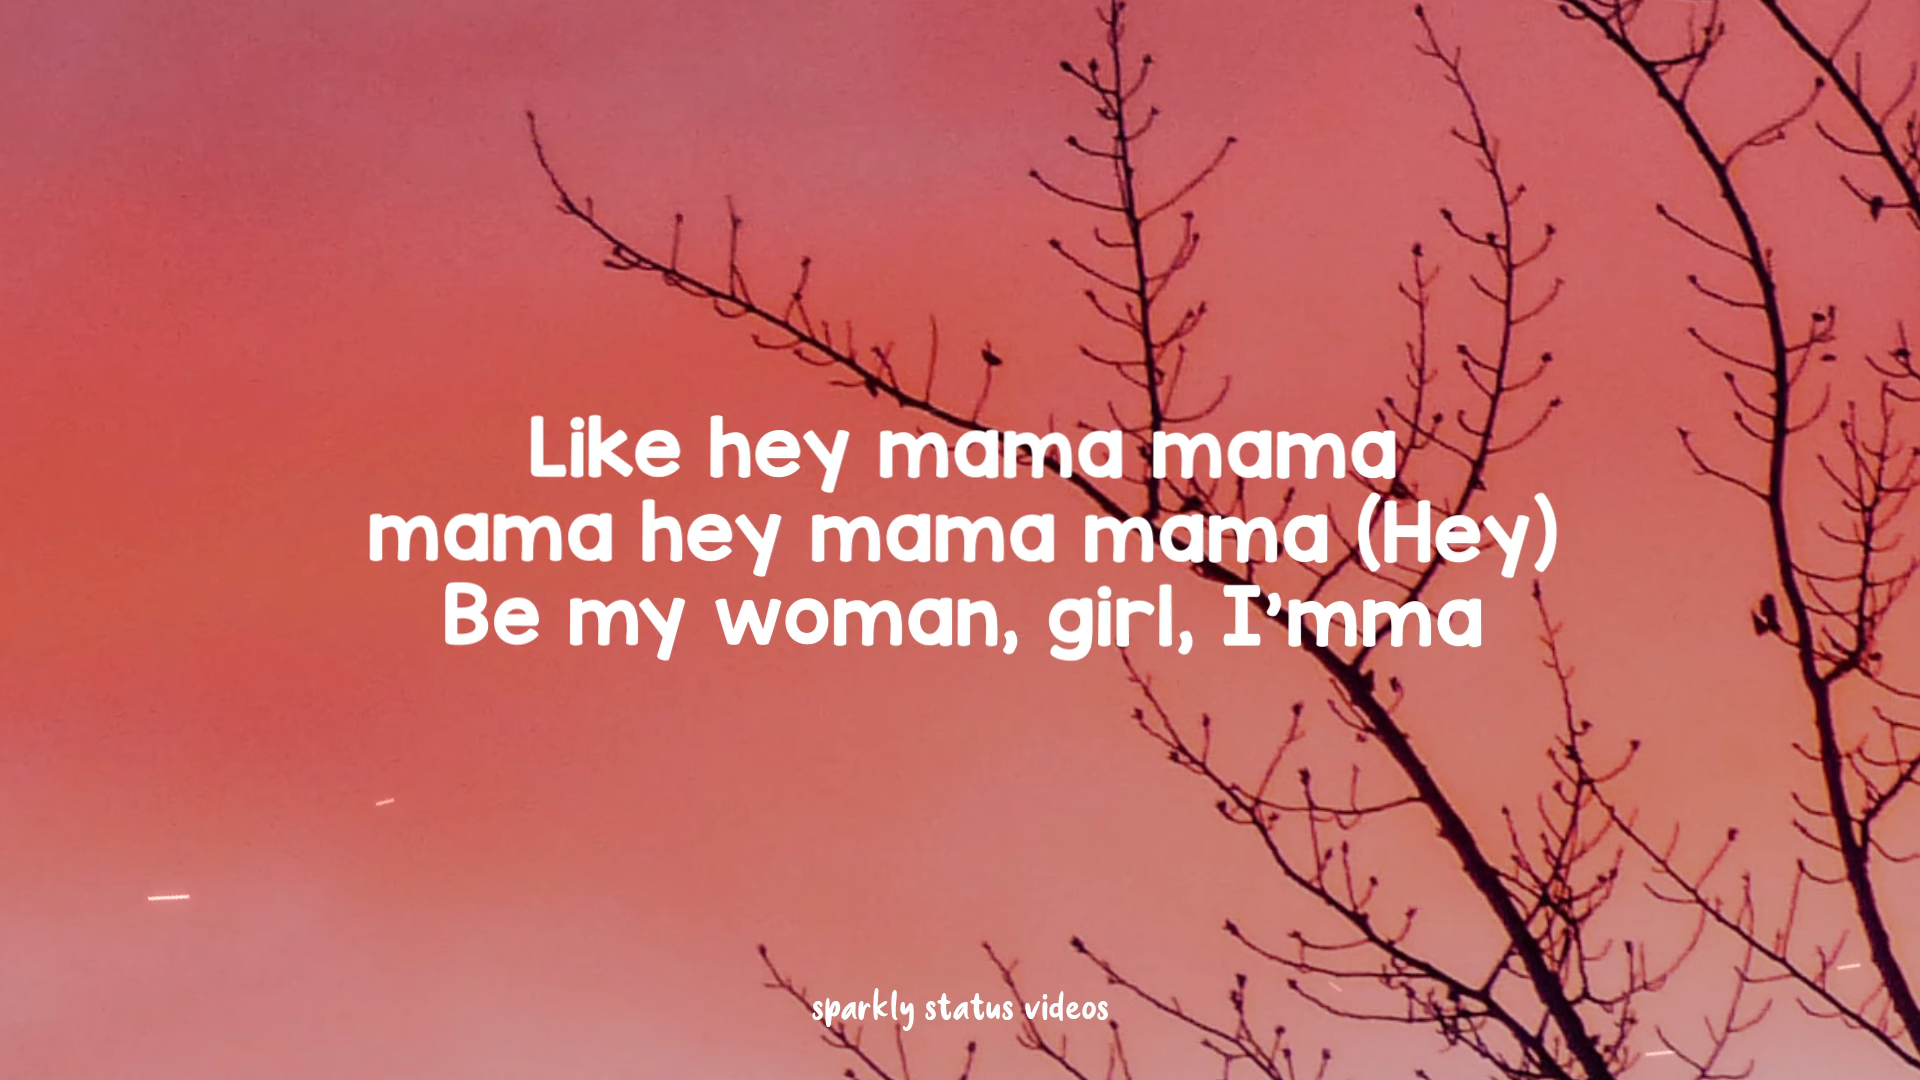 Like hey mama mama
mama hey mama mama (Hey)
Be my woman, girl, I'mma
sparkly status videos